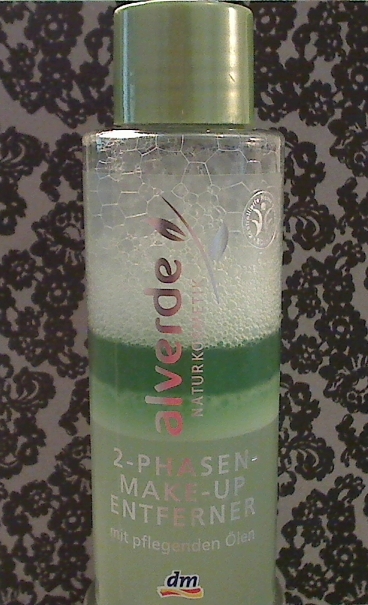 alverde
NATURKOSMETIK
2-PHASEN-
MAKE-UP
ENTFERNER
mit pflegenden Ölen
dm